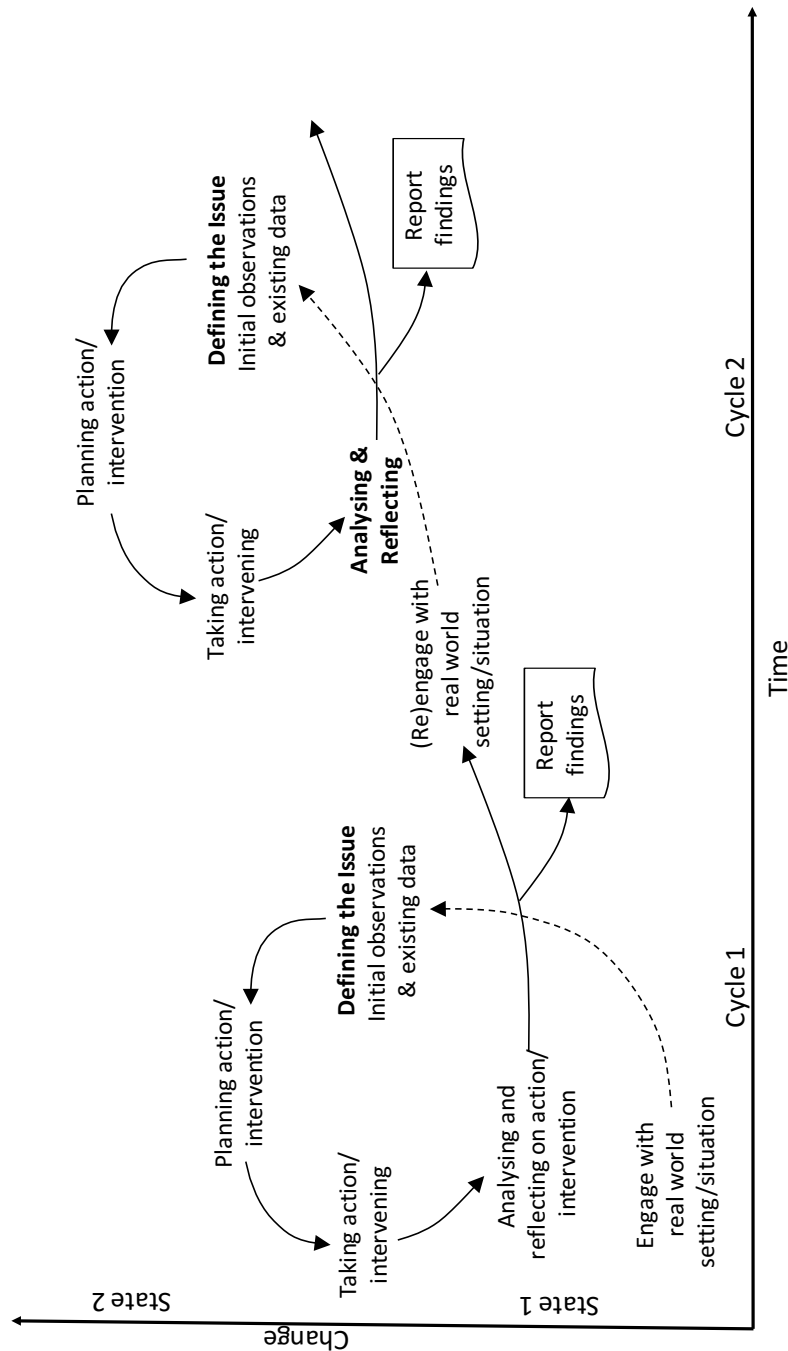 State 2
Change
State 1
Planning action/
intervention
Taking action/
intervening
Defining the Issue
Initial observations
& existing data
Analysing and
reflecting on action/
intervention
Engage with
real world
setting/situation
Report
findings
Cycle 1
Planning action/
intervention
Taking action/
intervening
Defining the Issue
Initial observations
& existing data
Analysing &
Reflecting
(Re)engage with
real world
setting/situation
Report
findings
Cycle 2
Time